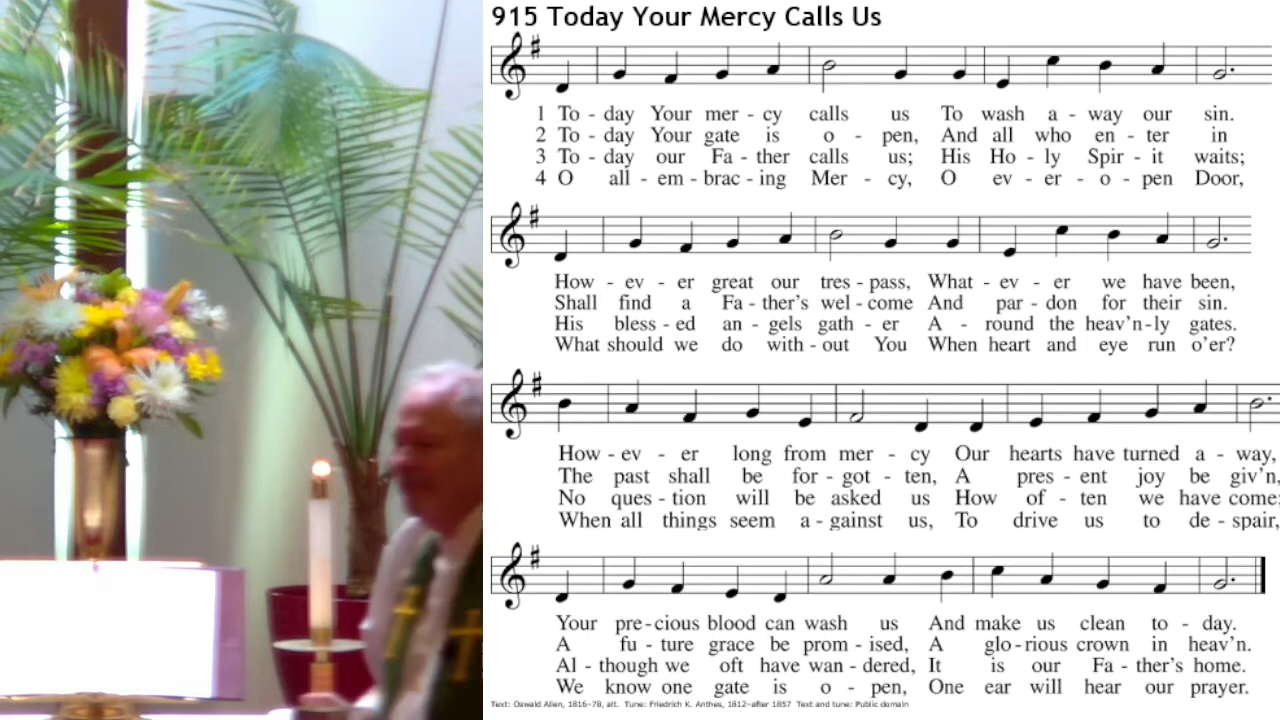 915 Today Your Mercy Calls Us
1 To - day Your mer - cy calls us To wash a - way our sin.
2 To - day Your gate is o - pen, And all who en - ter in
3 To - day our Fa - ther calls us; His Ho - ly Spir - it waits;
4 O all - em - brac - ing Mer - cy, O ev - er - o - pen Door,
How - ev - er great our tres - pass, What - ev - er we have been,
Shall find a Fa - ther's wel - come And par - don for their sin.
His bless - ed an - gels gath - er A - round the heav'n - ly gates.
What should we do with - out You When heart and eye run o'er?
How - ev - er long from mer - cy Our hearts have turned a - way,
The past shall be for - got - ten, A pres - ent joy be giv'n,
No ques - tion will be asked us How of - ten we have come;
When all things seem a - gainst us, To drive us to de - spair,
Your pre - cious blood can wash us And make us clean to - day.
A fu - ture grace be prom - ised, A glo - rious crown in heav'n.
Al - though we oft have wan - dered, It is our Fa - ther's home.
We know one gate is o - pen, One ear will hear our prayer.
Text: Oswald Allen, 1816–78, alt. Tune: Friedrich K. Anthes, 1812–after 1857 Text and tune: Public domain